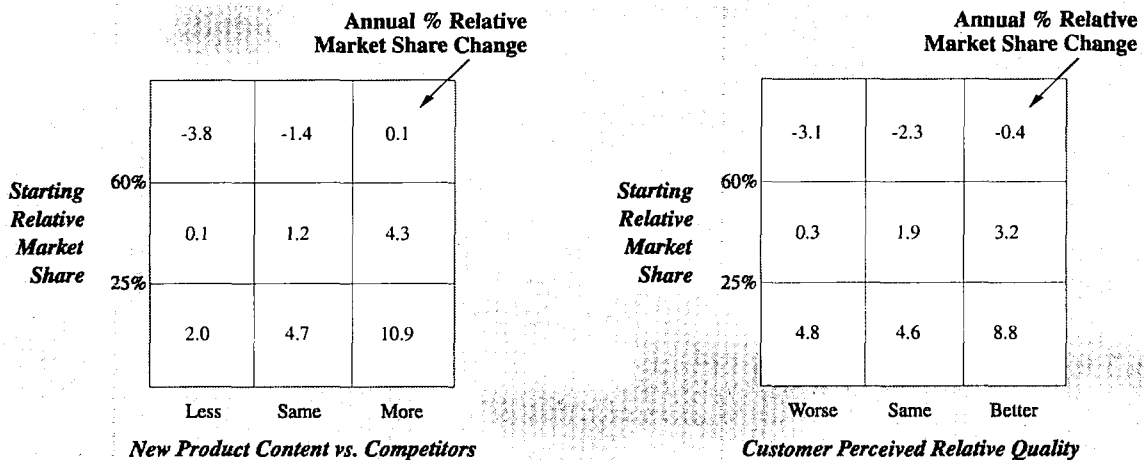 Annual % Relative
Market Share Change
-3.8 -1.4 0.1
60%
Starting
Relative
Market
Share
0.1 1.2 4.3
25%
2.0 4.7 10.9
Less Same More
New Product Content vs. Competitors
Annual % Relative
Market Share Change
-3.1 -2.3 -0.4
60%
Starting
Relative
Market
Share
0.3 1.9 3.2
25%
4.8 4.6 8.8
Worse Same Better
Customer Perceived Relative Quality